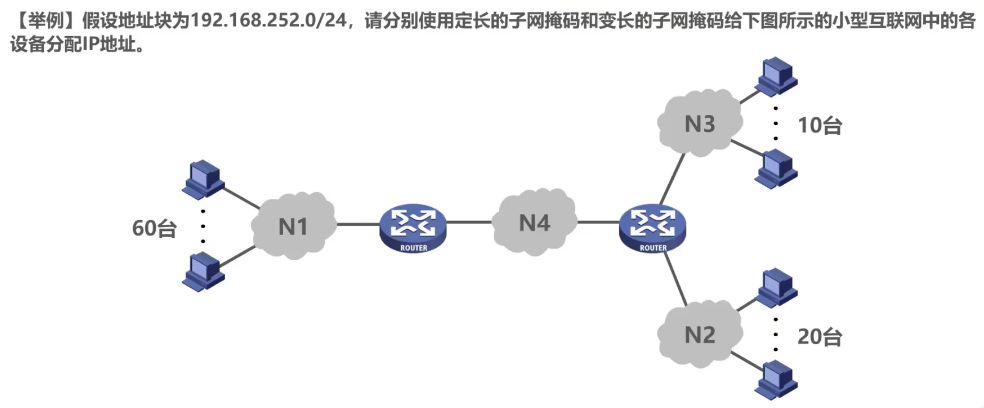 【举例】假设地址块为192.168.252.0/24，请分别使用定长的子网掩码和变长的子网掩码给下图所示的小型互联网中的各
设备分配IP地址。
N3
10台
60台
N1
ROUTER
N4
ROUTER
N2
20台